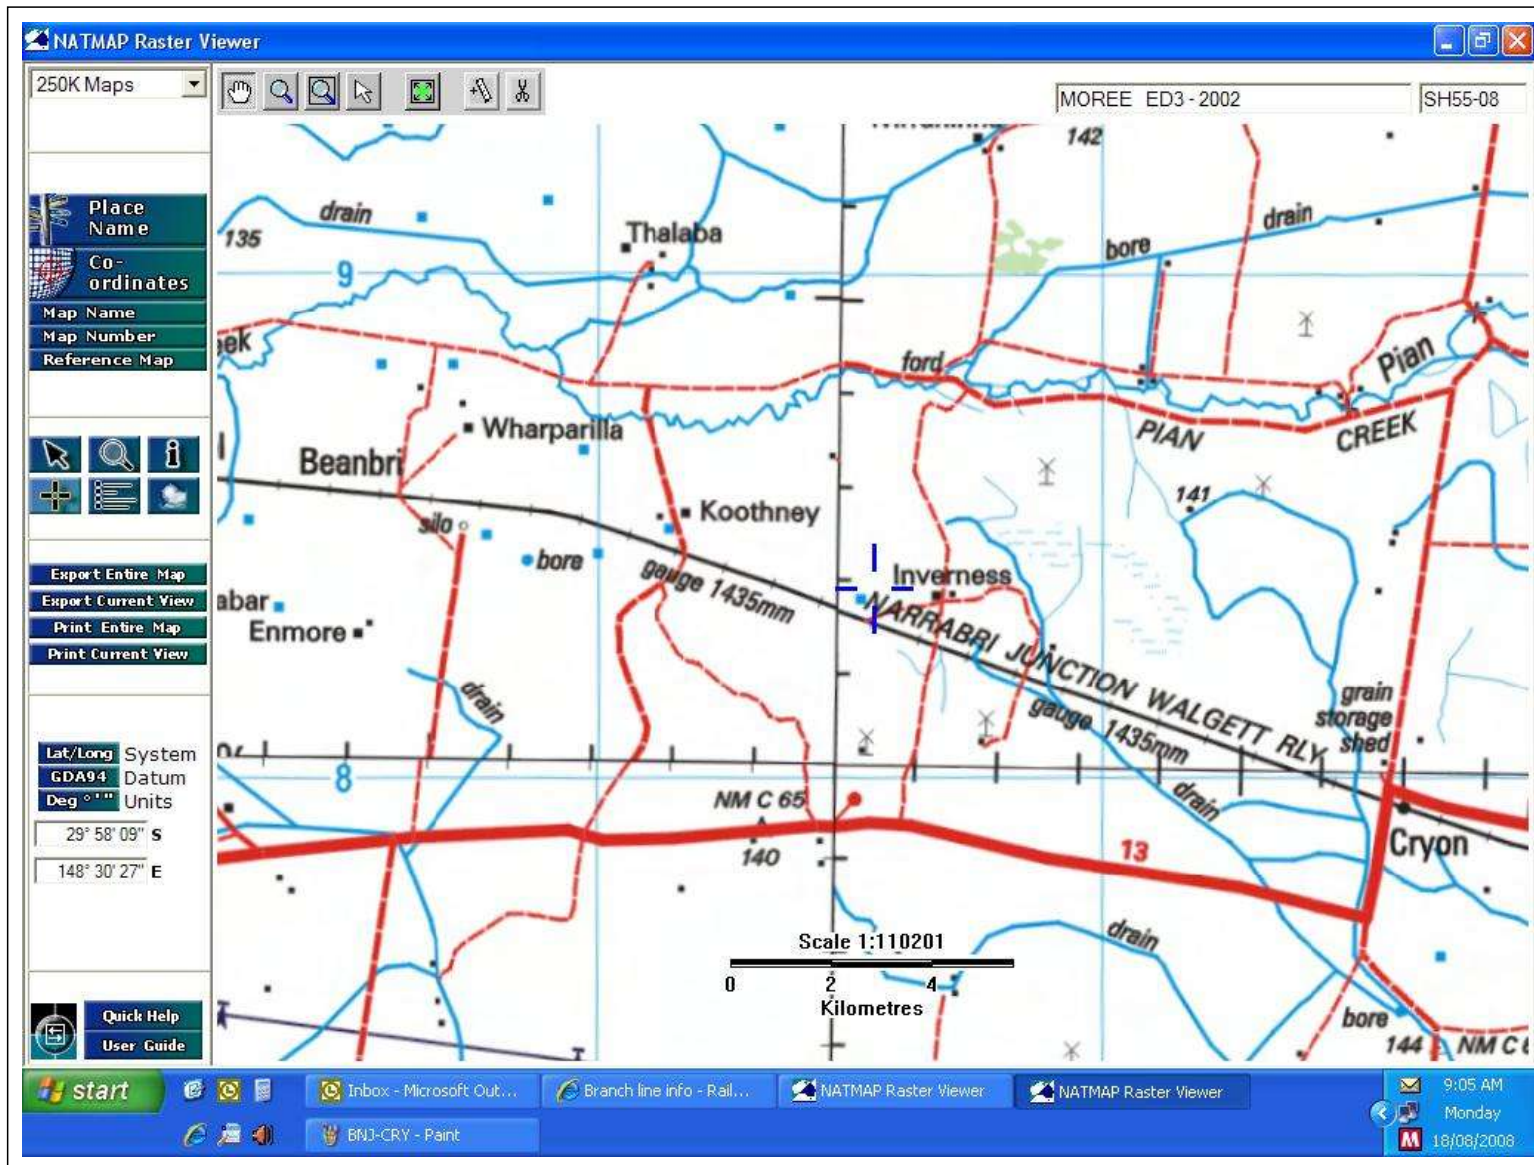 NATMAP Raster Viewer
250K Maps
MOREE ED3 - 2002
SH55-08
Place
Name
Co-
ordinates
Map Name
Map Number
Reference Map
Export Entire Map
Export Current View
Print Entire Map
Print Current View
Lat/Long System
GDA94 Datum
Deg ° ' " Units
29° 58' 09" S
148° 30' 27" E
Quick Help
User Guide
142
drain
135
Thalaba
9
bore
drain
ford
Pian
PIAN
CREEK
Wharparilla
Beanbri
silo
Koothney
141
bore
gauge 1435mm
Inverness
NARRABRI JUNCTION WALGETT RLY
gauge 1435mm
Enmore
drain
grain
storage
shed
8
NM C 65
140
13
drain
Cryon
drain
Scale 1:110201
0 2 4
Kilometres
bore
144
start
Inbox - Microsoft Out...
Branch line info - Rail...
NATMAP Raster Viewer
NATMAP Raster Viewer
BNJ-CRY - Paint
9:05 AM
Monday
18/08/2008